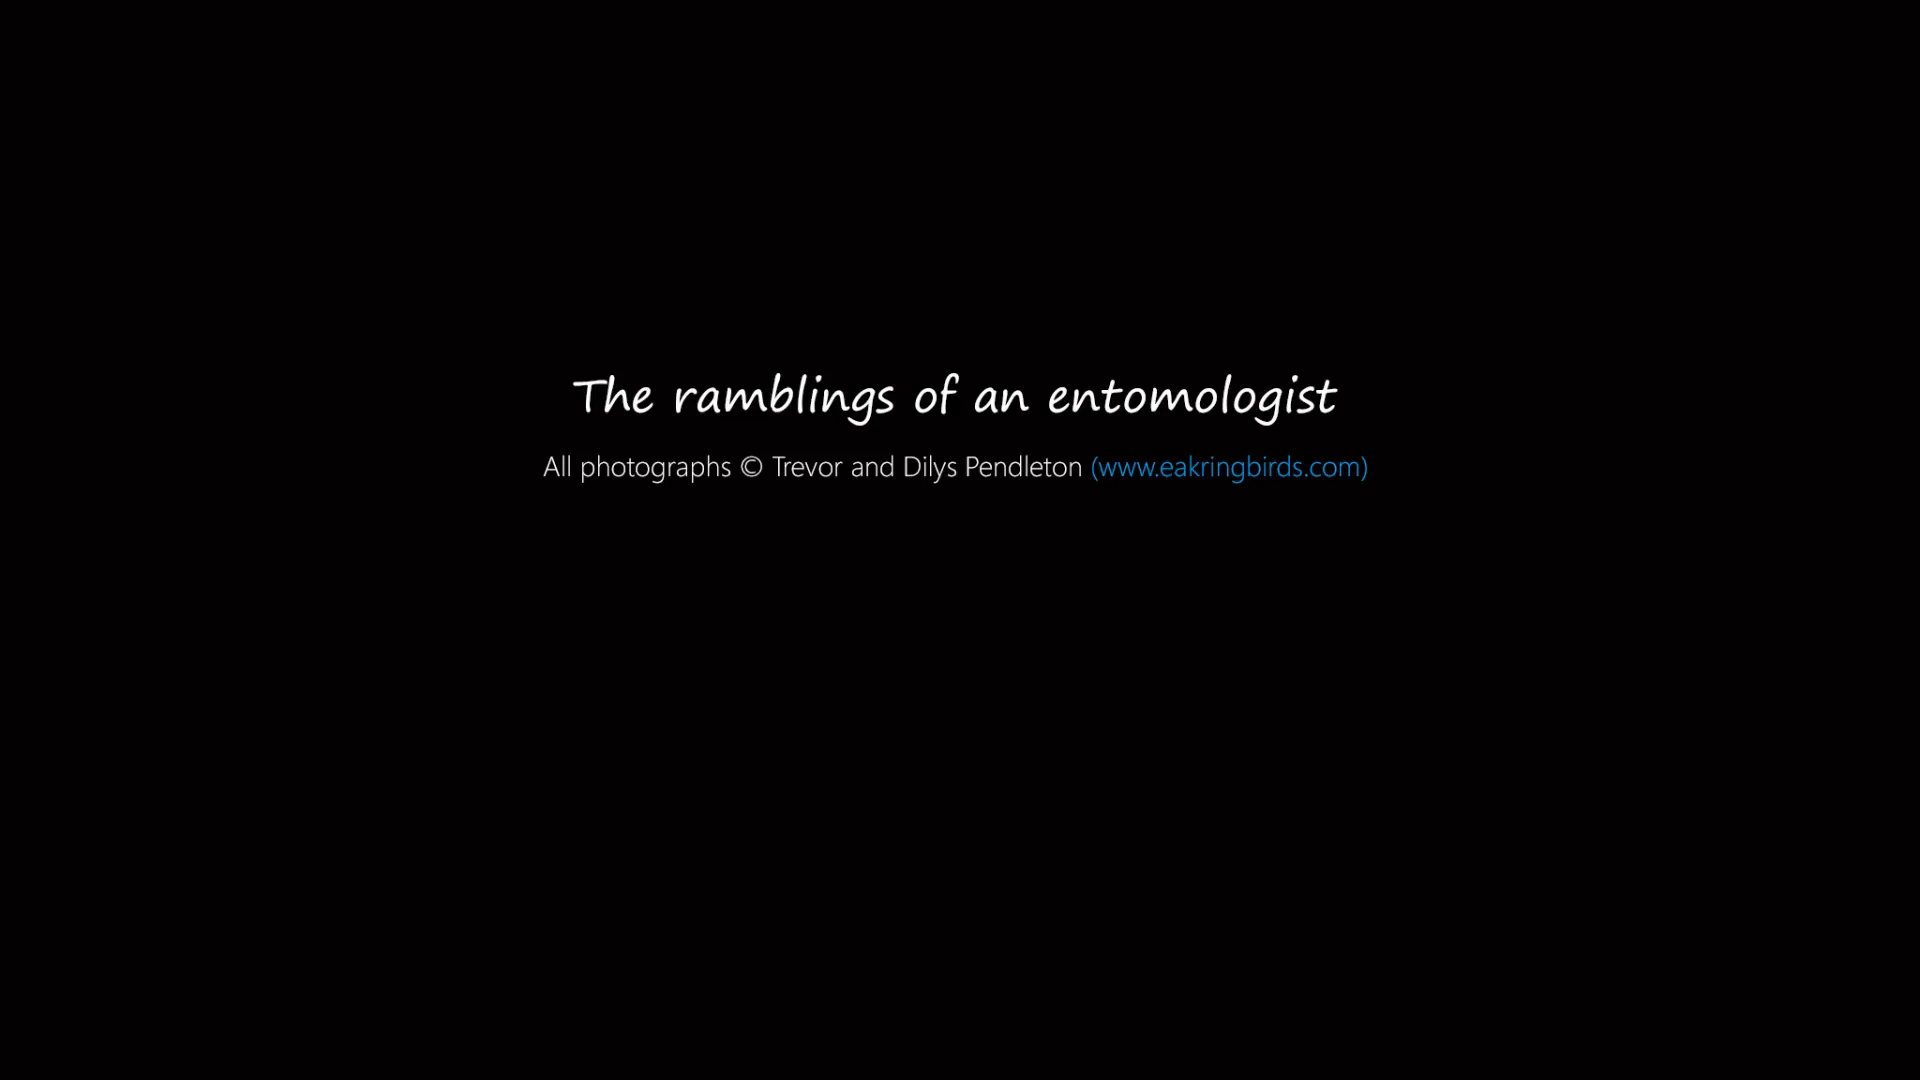 The ramblings of an entomologist
All photographs © Trevor and Dilys Pendleton (www.eakringbirds.com)